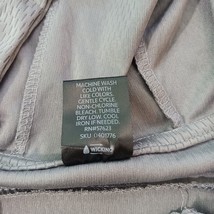 MACHINE WASH
COLD WITH
LIKE COLORS.
GENTLE CYCLE
NON-CHLORINE
BLEACH, TUMBLE
DRY LOW, COOL
IRON IF NEEDED.
RN#57623
WICKING